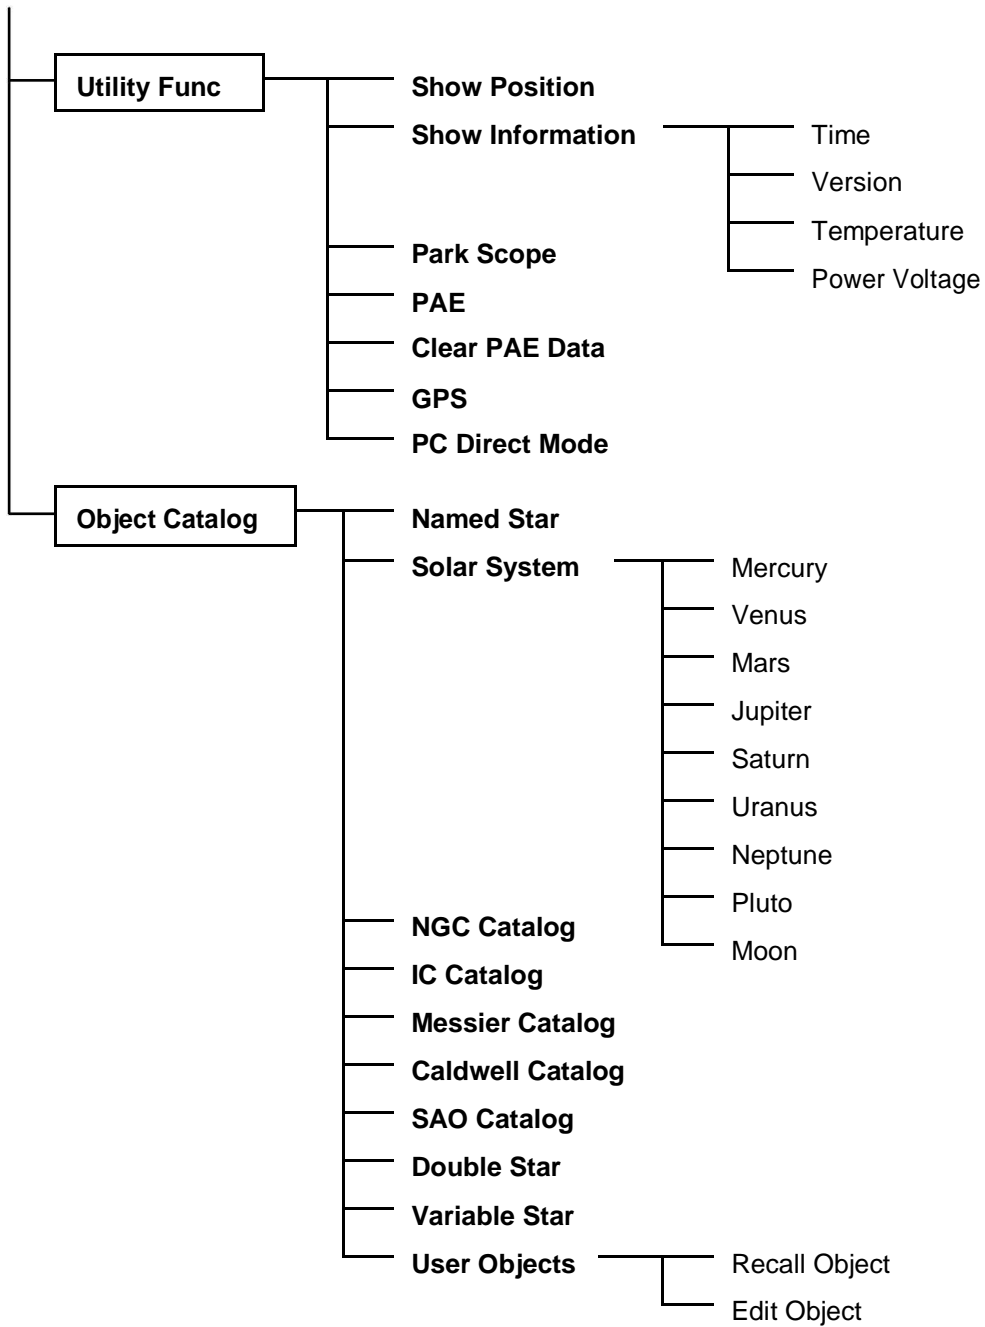 Utility Func
Show Position
Show Information
Time
Version
Temperature
Power Voltage
Park Scope
PAE
Clear PAE Data
GPS
PC Direct Mode
Object Catalog
Named Star
Solar System
Mercury
Venus
Mars
Jupiter
Saturn
Uranus
Neptune
Pluto
Moon
NGC Catalog
IC Catalog
Messier Catalog
Caldwell Catalog
SAO Catalog
Double Star
Variable Star
User Objects
Recall Object
Edit Object